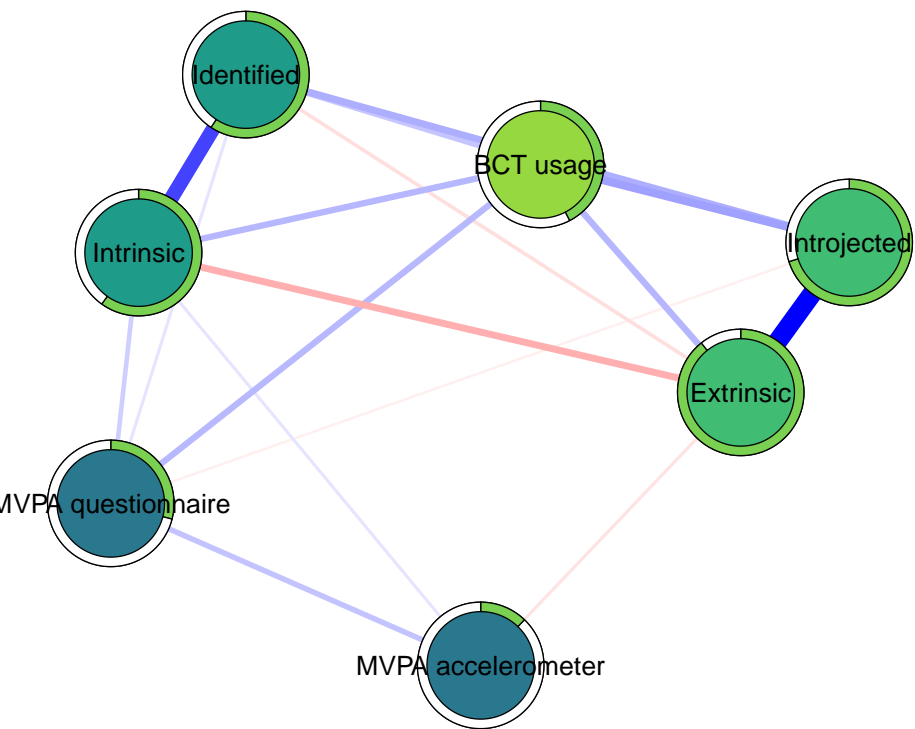 Identified
BCT usage
Introjected
Intrinsic
Extrinsic
MVPA questionnaire
MVPA accelerometer